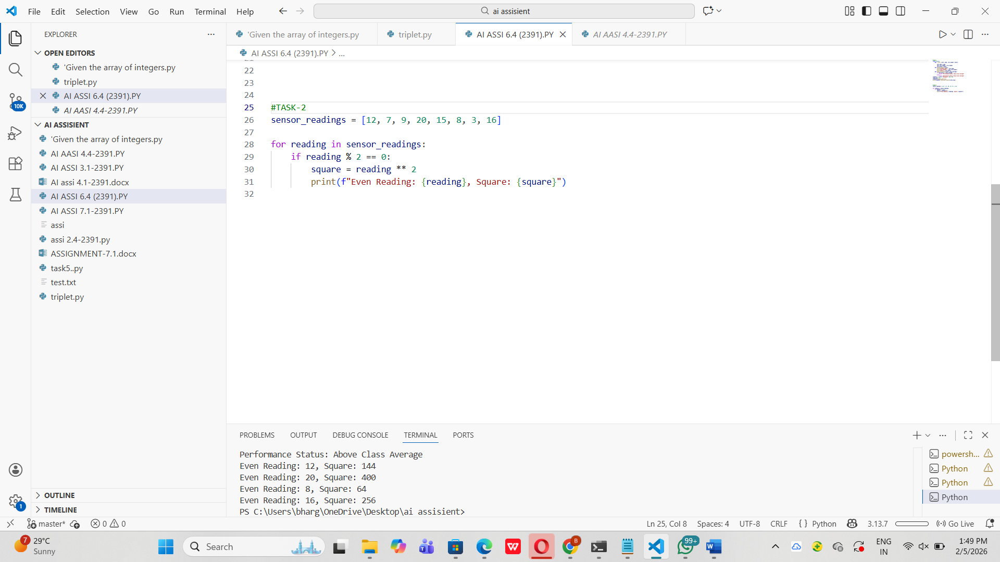 File Edit Selection View Go Run Terminal Help
ai assisient
EXPLORER
OPEN EDITORS
'Given the array of integers.py
triplet.py
AI ASSI 6.4 (2391).PY
AI AASI 4.4-2391.PY
AI ASSISIENT
'Given the array of integers.py
AI AASI 4.4-2391.PY
AI ASSI 3.1-2391.PY
AI assi 4.1-2391.docx
AI ASSI 6.4 (2391).PY
AI ASSI 7.1-2391.PY
assi
assi 2.4-2391.py
ASSIGNMENT-7.1.docx
task5..py
test.txt
triplet.py
OUTLINE
TIMELINE
10K
1
'Given the array of integers.py triplet.py AI ASSI 6.4 (2391).PY AI AASI 4.4-2391.PY
AI ASSI 6.4 (2391).PY > ...
22
23
24
25 #TASK-2
26 sensor_readings = [12, 7, 9, 20, 15, 8, 3, 16]
27
28 for reading in sensor_readings:
29 if reading % 2 == 0:
30 square = reading ** 2
31 print(f"Even Reading: {reading}, Square: {square}")
32
PROBLEMS OUTPUT DEBUG CONSOLE TERMINAL PORTS
Performance Status: Above Class Average
Even Reading: 12, Square: 144
Even Reading: 20, Square: 400
Even Reading: 8, Square: 64
Even Reading: 16, Square: 256
PS C:\Users\bharg\OneDrive\Desktop\ai assisient>
powersh...
Python
Python
Python
master* 0 0 Ln 25, Col 8 Spaces: 4 UTF-8 CRLF { } Python 3.13.7 Go Live
7
29°C
Sunny
Search
99+
ENG
IN
1:49 PM
2/5/2026